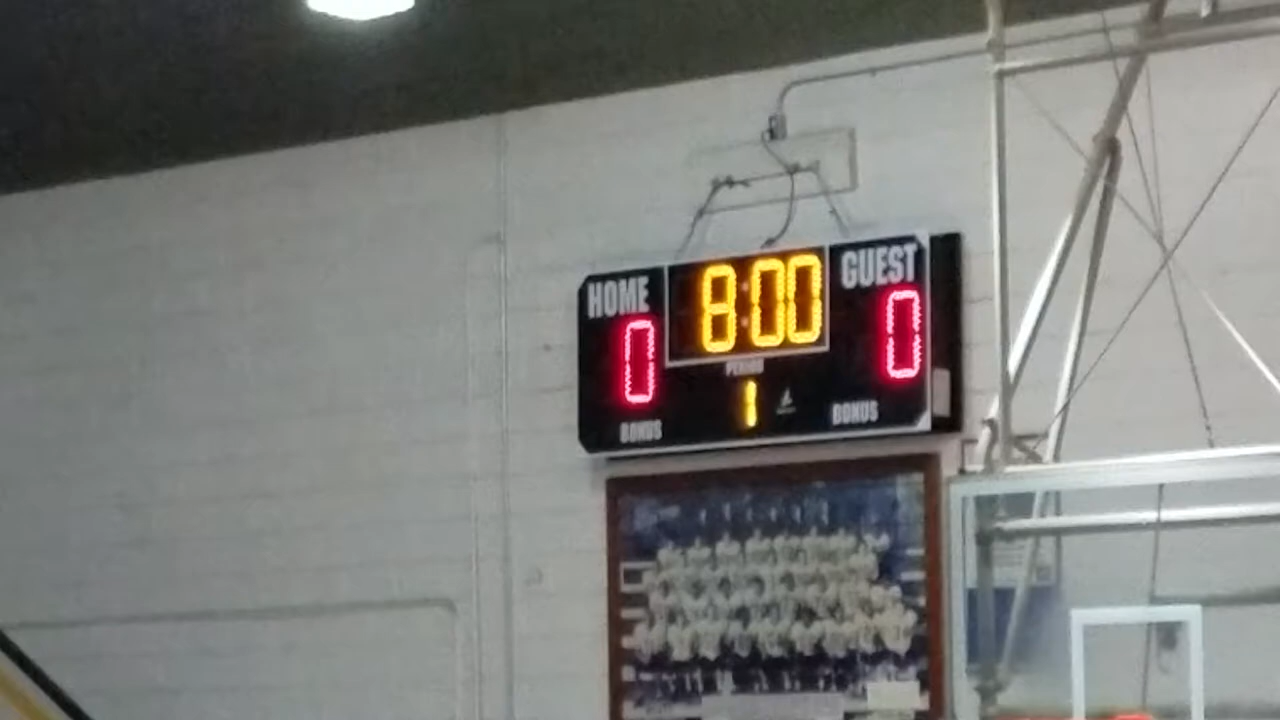 HOME 8:00 GUEST
0 0
PERIOD
1
BONUS BONUS